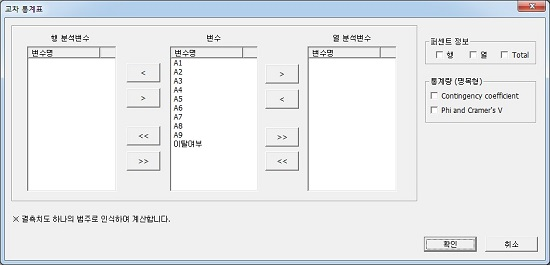 교차 통계표
행 분석변수
변수
열 분석변수
퍼센트 정보
변수명
변수명
변수명
행
열
Total
A1
A2
A3
A4
A5
A6
A7
A8
A9
이탈여부
<
>
<<
>>
>
<
>>
<<
통계량 (명목형)
Contingency coefficient
Phi and Cramer's V
※ 결측치도 하나의 범주로 인식하여 계산합니다.
확인
취소